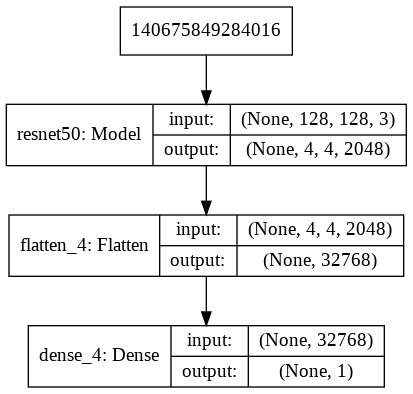 140675849284016
resnet50: Model
input:
(None, 128, 128, 3)
output:
(None, 4, 4, 2048)
flatten_4: Flatten
input:
(None, 4, 4, 2048)
output:
(None, 32768)
dense_4: Dense
input:
(None, 32768)
output:
(None, 1)